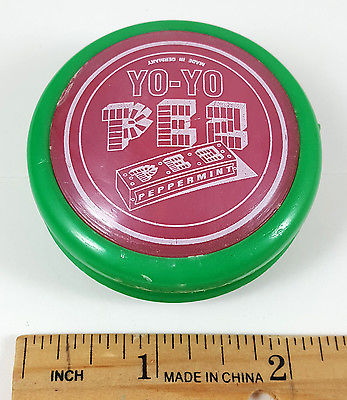 MADE IN GERMANY
YO-YO
PEZ
PEZ
PEPPERMINT
INCH 1 MADE IN CHINA 2